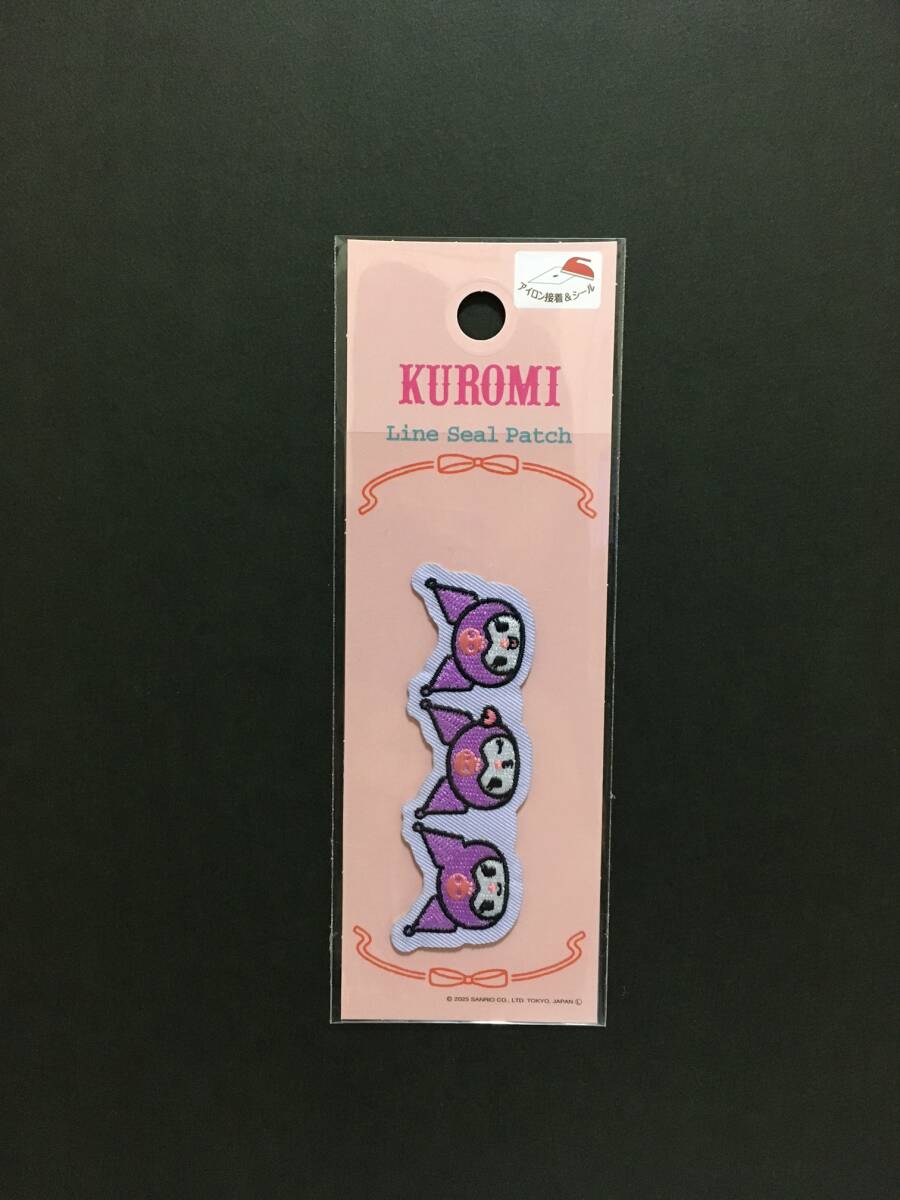 アイロン接着&シール
KUROMI
Line Seal Patch
© 2025 SANRIO CO., LTD. TOKYO, JAPAN Ⓛ